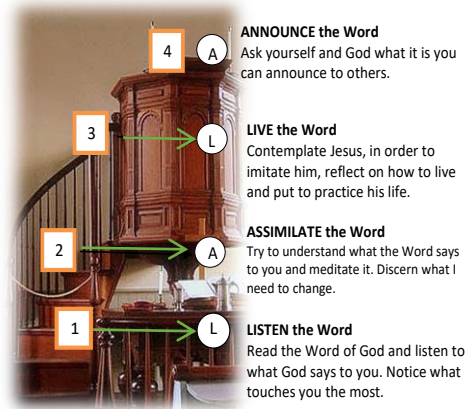 4 A
ANNOUNCE the Word
Ask yourself and God what it is you
can announce to others.
3 L
LIVE the Word
Contemplate Jesus, in order to
imitate him, reflect on how to live
and put to practice his life.
2 A
ASSIMILATE the Word
Try to understand what the Word says
to you and meditate it. Discern what I
need to change.
1 L
LISTEN the Word
Read the Word of God and listen to
what God says to you. Notice what
touches you the most.